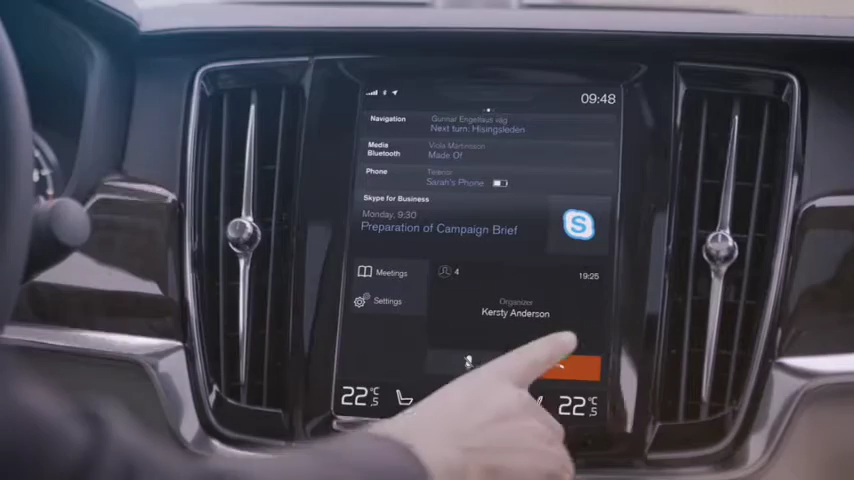 09:48
Navigation
Gunnar Engellaus väg
Next turn: Hisingsleden
Media
Bluetooth
Viola Martinsson
Made Of
Phone
Sarah's Phone
Skype for Business
Monday, 9:30
Preparation of Campaign Brief
S
Meetings
4
19:25
Settings
Organizer
Kersty Anderson
22 °C .5
22 °C .5